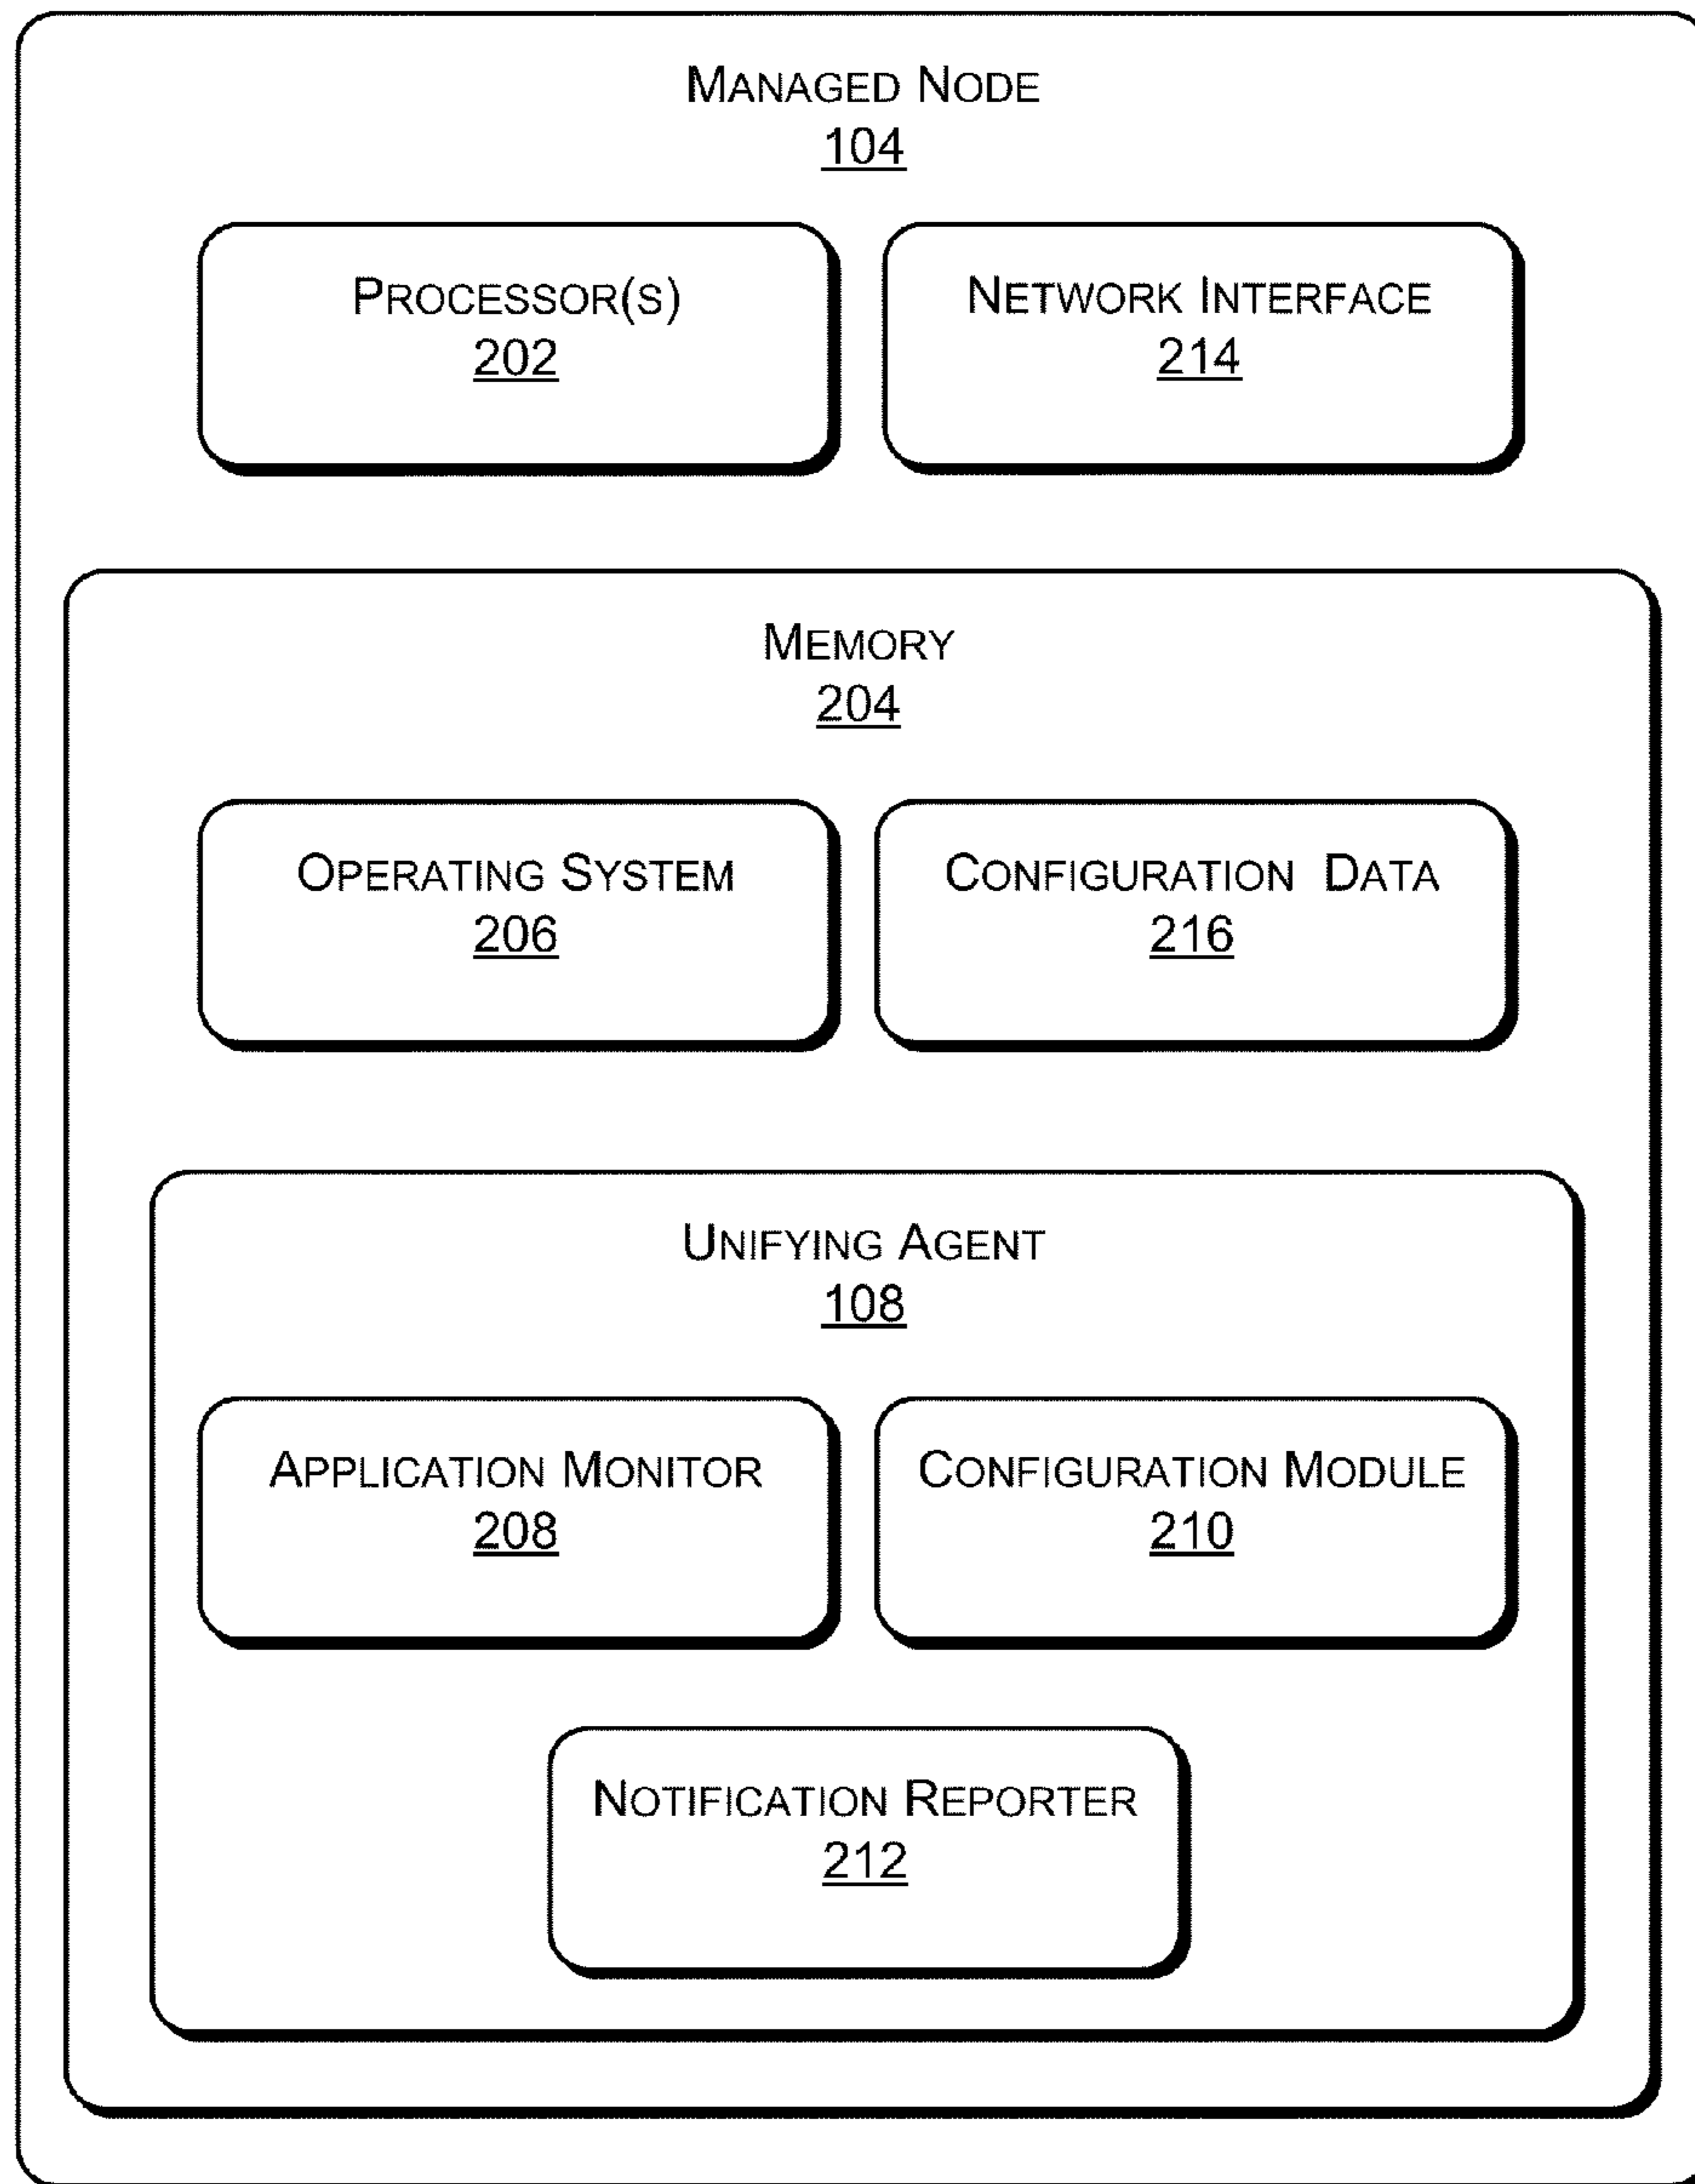 MANAGED NODE
104
PROCESSOR(S)
202
NETWORK INTERFACE
214
MEMORY
204
OPERATING SYSTEM
206
CONFIGURATION DATA
216
UNIFYING AGENT
108
APPLICATION MONITOR
208
CONFIGURATION MODULE
210
NOTIFICATION REPORTER
212